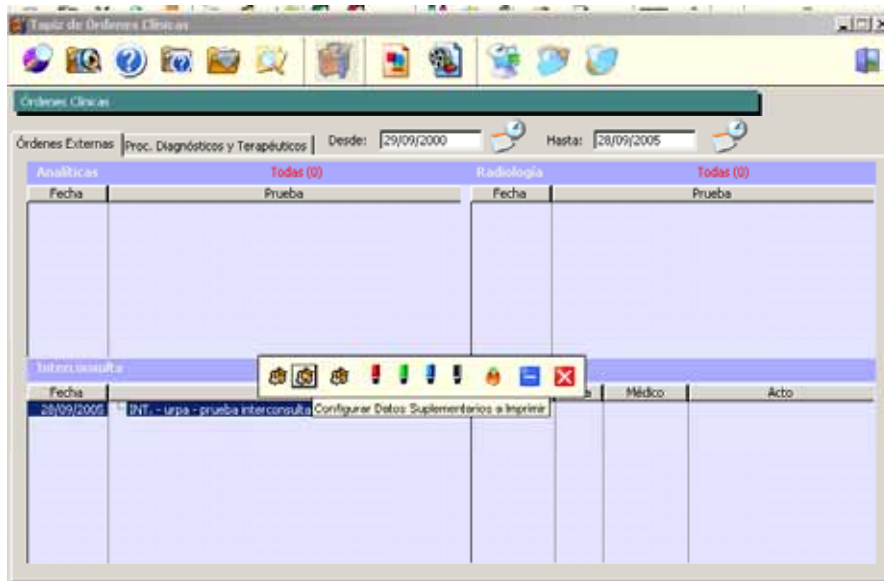 Tapiz de Órdenes Clínicas
Órdenes Clínicas
Órdenes Externas Proc. Diagnósticos y Terapéuticos Desde: 29/09/2000 Hasta: 28/09/2005
Analíticas Todas (0) Radiología Todas (0)
Fecha Prueba Fecha Prueba
Interconsulta
Fecha Médico Acto
28/09/2005 INT. - urpa - prueba interconsulta Configurar Datos Suplementarios a Imprimir